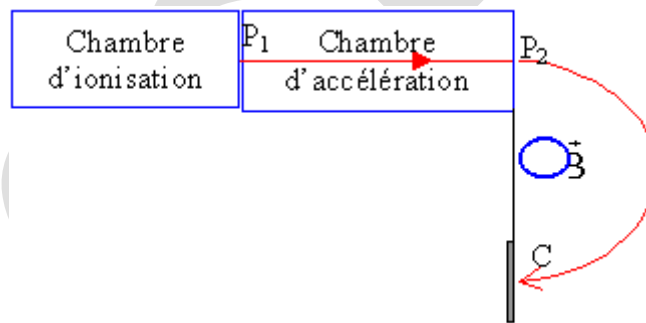 Chambre
d'ionisation
P1
Chambre
d'accélération
P2
B
C